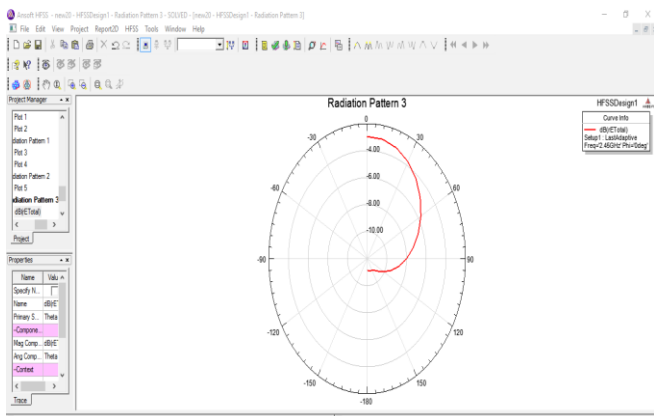 Ansoft HFSS - new20 - HFSSDesign1 - Radiation Pattern 3 - SOLVED - [new20 - HFSSDesign1 - Radiation Pattern 3]
File Edit View Project Report2D HFSS Tools Window Help
Project Manager
Plot 1
Plot 2
diation Pattern 1
Plot 3
Plot 4
diation Pattern 2
Plot 5
diation Pattern 3
dB(rETotal)
Project
Properties
Name Valu
Specify N...
Name dB(rE'
Primary S... Theta
-Compone...
Mag Comp... dB(rE'
Ang Comp... Theta
-Context
Trace
Radiation Pattern 3
HFSSDesign1
Curve Info
dB(rETotal)
Setup1 : LastAdaptive
Freq='2.45GHz' Phi='0deg'
0
-30 30
-4.00
-6.00
-60 60
-8.00
-10.00
-90 90
-120 120
-150 150
-180